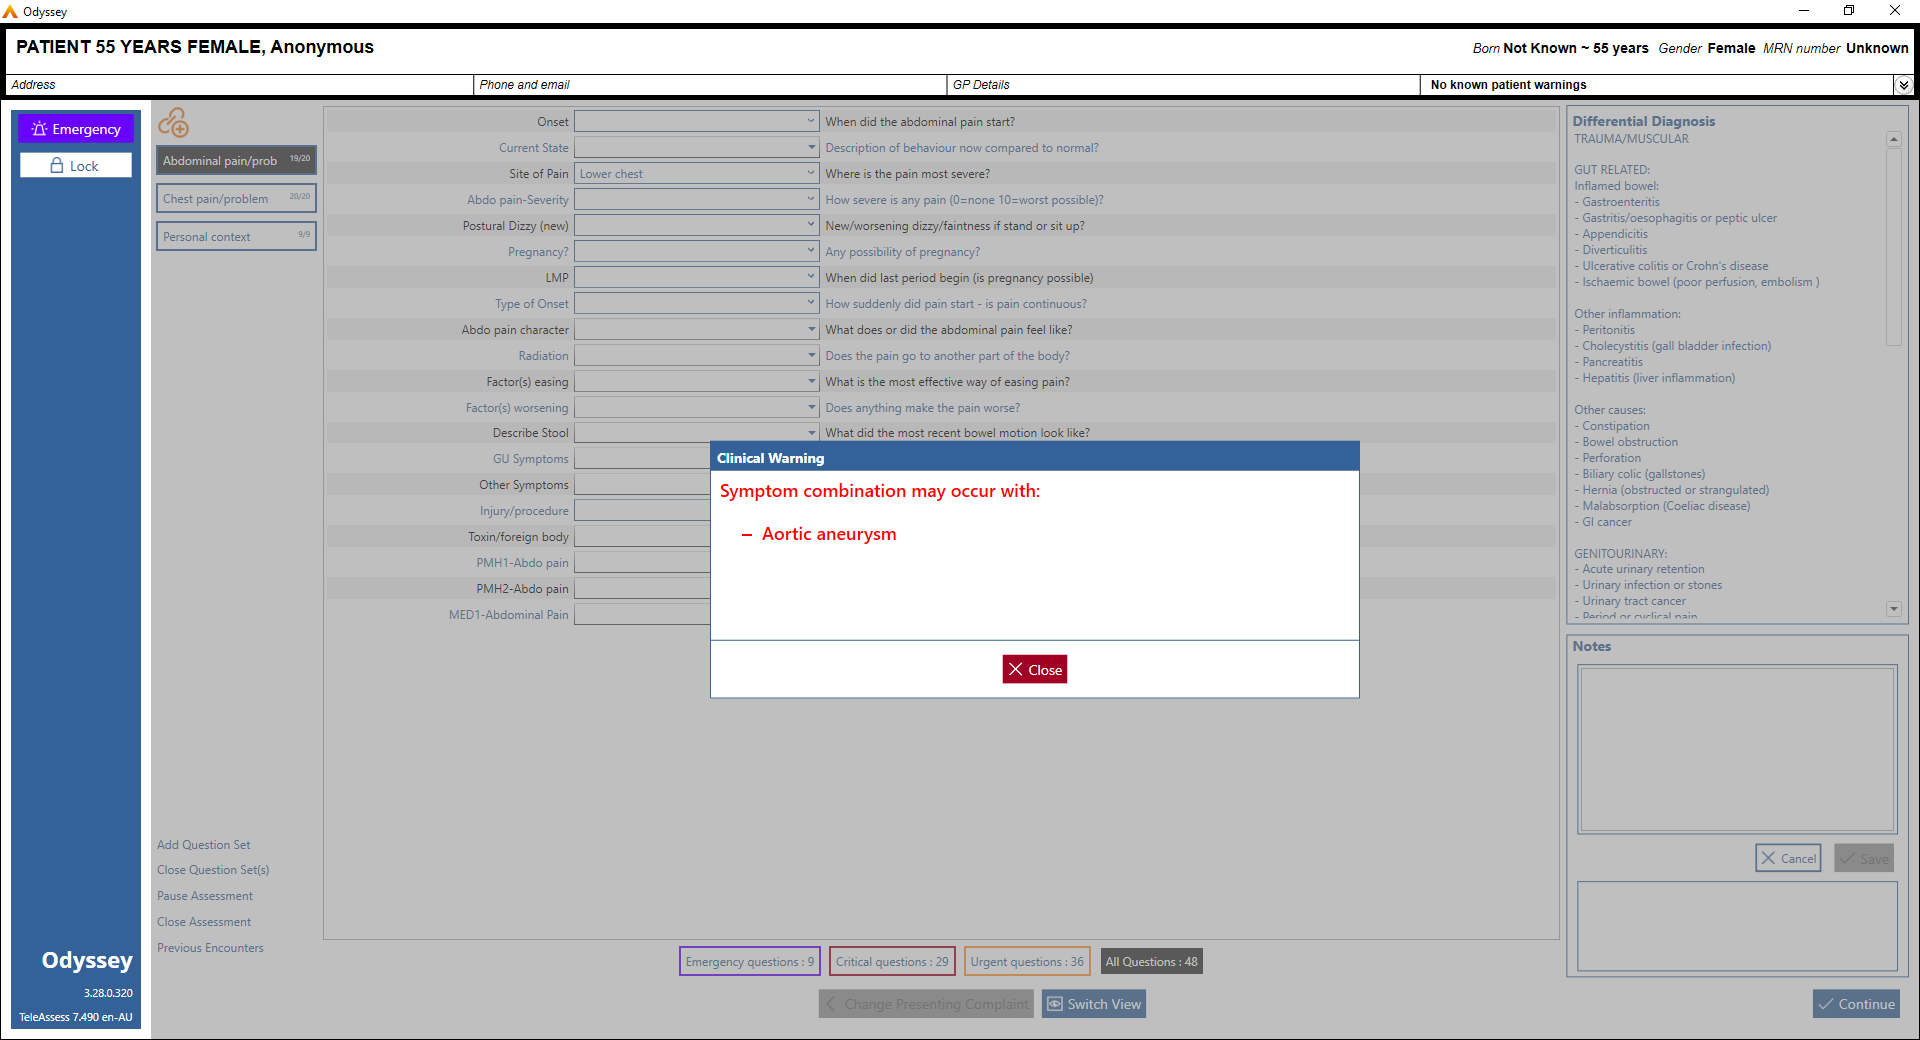 Odyssey
PATIENT 55 YEARS FEMALE, Anonymous
Born Not Known ~ 55 years Gender Female MRN number Unknown
Address
Phone and email
GP Details
No known patient warnings
Emergency
Lock
Abdominal pain/prob 19/20
Chest pain/problem 20/20
Personal context 9/9
Onset When did the abdominal pain start?
Current State Description of behaviour now compared to normal?
Site of Pain Lower chest Where is the pain most severe?
Abdo pain-Severity How severe is any pain (0=none 10=worst possible)?
Postural Dizzy (new) New/worsening dizzy/faintness if stand or sit up?
Pregnancy? Any possibility of pregnancy?
LMP When did last period begin (is pregnancy possible)
Type of Onset How suddenly did pain start - is pain continuous?
Abdo pain character What does or did the abdominal pain feel like?
Radiation Does the pain go to another part of the body?
Factor(s) easing What is the most effective way of easing pain?
Factor(s) worsening Does anything make the pain worse?
Describe Stool What did the most recent bowel motion look like?
GU Symptoms
Other Symptoms
Injury/procedure
Toxin/foreign body
PMH1-Abdo pain
PMH2-Abdo pain
MED1-Abdominal Pain
Clinical Warning
Symptom combination may occur with:
– Aortic aneurysm
Close
Differential Diagnosis
TRAUMA/MUSCULAR
GUT RELATED:
Inflamed bowel:
- Gastroenteritis
- Gastritis/oesophagitis or peptic ulcer
- Appendicitis
- Diverticulitis
- Ulcerative colitis or Crohn's disease
- Ischaemic bowel (poor perfusion, embolism )
Other inflammation:
- Peritonitis
- Cholecystitis (gall bladder infection)
- Pancreatitis
- Hepatitis (liver inflammation)
Other causes:
- Constipation
- Bowel obstruction
- Perforation
- Biliary colic (gallstones)
- Hernia (obstructed or strangulated)
- Malabsorption (Coeliac disease)
- GI cancer
GENITOURINARY:
- Acute urinary retention
- Urinary infection or stones
- Urinary tract cancer
- Period or cyclical pain
Notes
Cancel
Save
Add Question Set
Close Question Set(s)
Pause Assessment
Close Assessment
Previous Encounters
Odyssey
3.28.0.320
TeleAssess 7.490 en-AU
Emergency questions : 9
Critical questions : 29
Urgent questions : 36
All Questions : 48
Change Presenting Complaint
Switch View
Continue